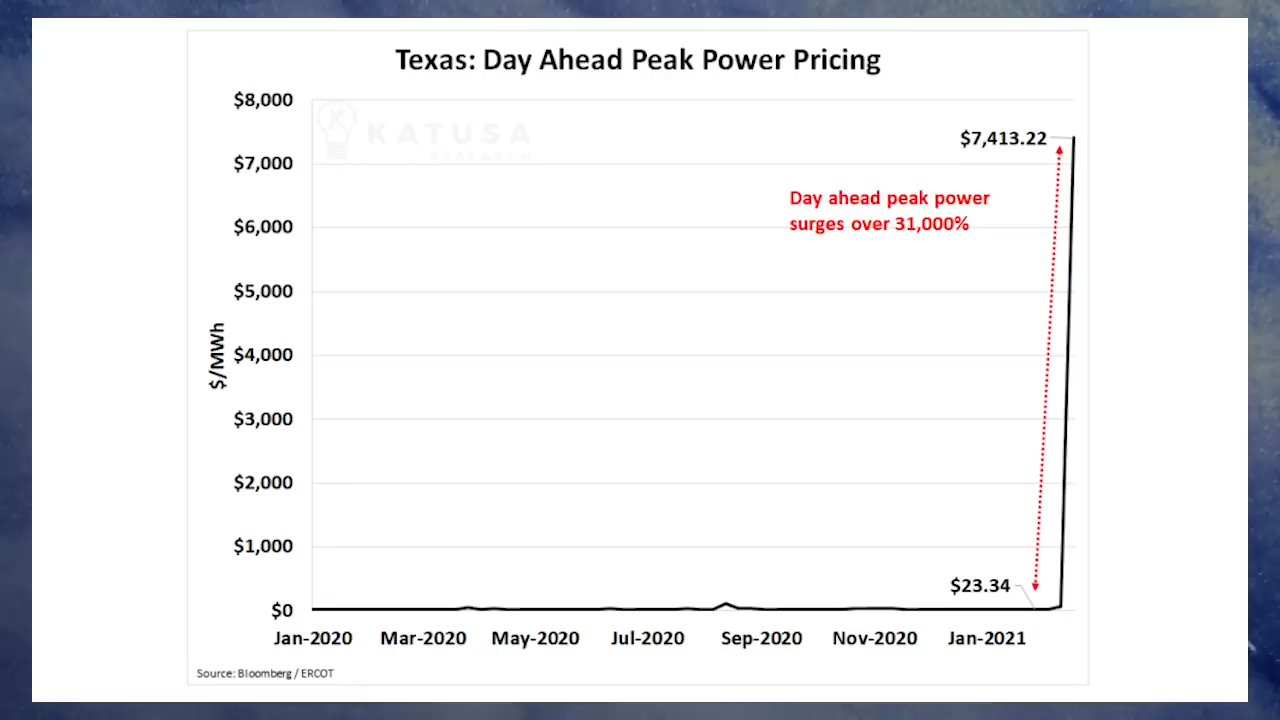 Texas: Day Ahead Peak Power Pricing
$8,000
$7,000
$6,000
$5,000
$4,000
$3,000
$2,000
$1,000
$0
$/MWh
KATUSA
RESEARCH
$7,413.22
Day ahead peak power
surges over 31,000%
$23.34
Jan-2020 Mar-2020 May-2020 Jul-2020 Sep-2020 Nov-2020 Jan-2021
Source: Bloomberg / ERCOT